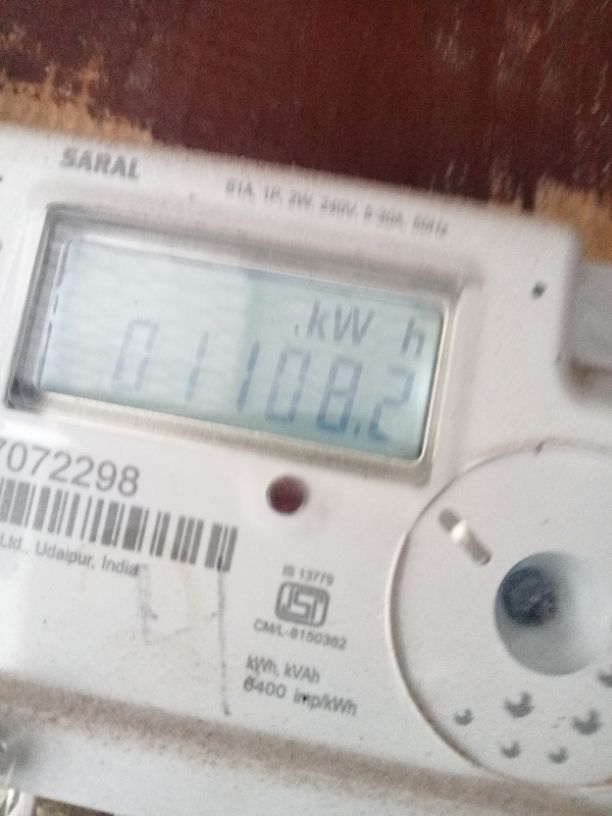 SARAL
.kW h
01108.2
7072298
Ltd., Udaipur, India
IS 13779
ISI
CM/L-8150362
kWh, kVAh
6400 imp/kWh